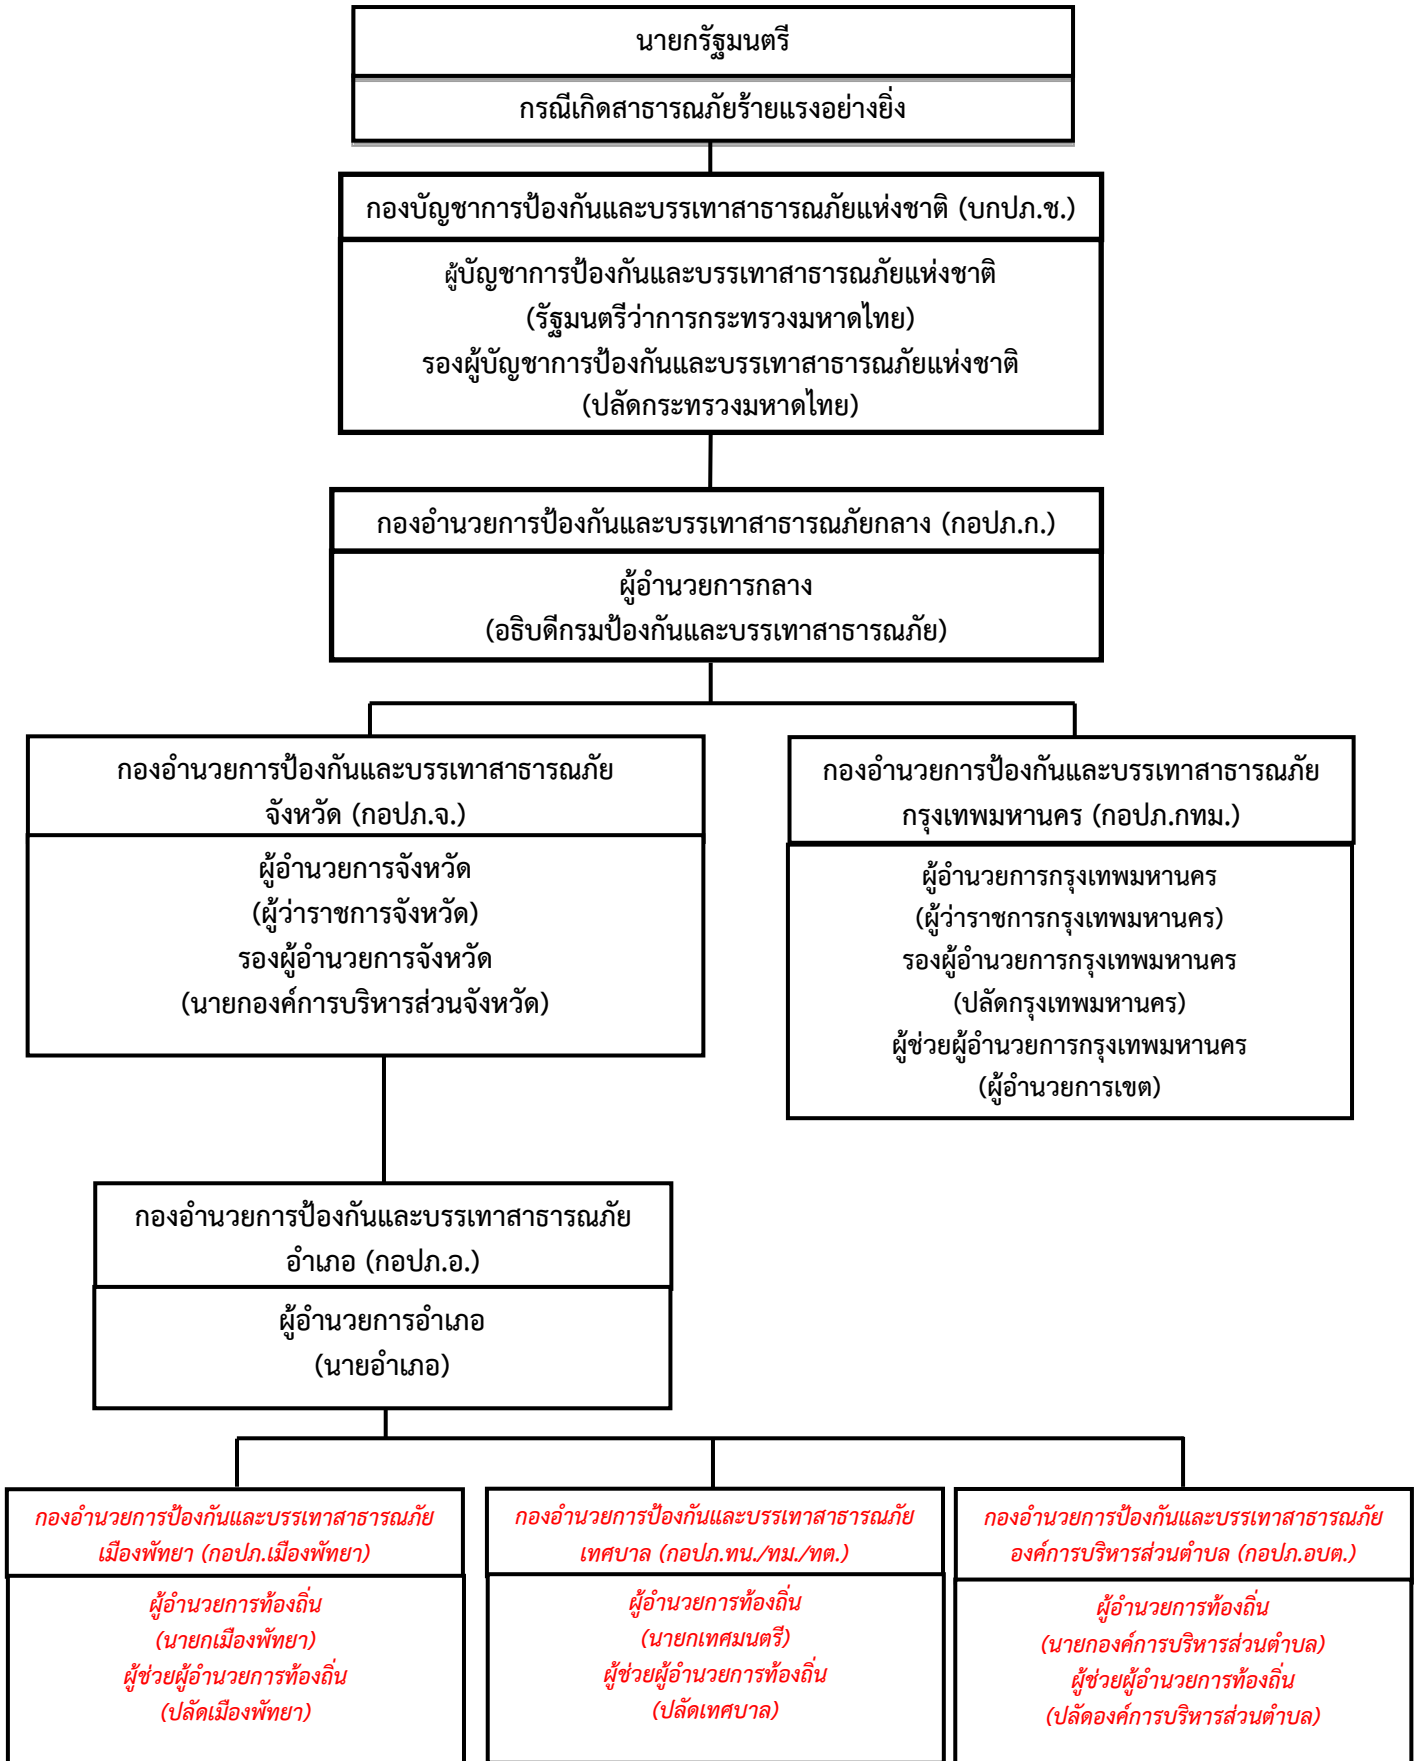 นายกรัฐมนตรี
กรณีเกิดสาธารณภัยร้ายแรงอย่างยิ่ง
กองบัญชาการป้องกันและบรรเทาสาธารณภัยแห่งชาติ (บกปภ.ช.)
ผู้บัญชาการป้องกันและบรรเทาสาธารณภัยแห่งชาติ
(รัฐมนตรีว่าการกระทรวงมหาดไทย)
รองผู้บัญชาการป้องกันและบรรเทาสาธารณภัยแห่งชาติ
(ปลัดกระทรวงมหาดไทย)
กองอำนวยการป้องกันและบรรเทาสาธารณภัยกลาง (กอปภ.ก.)
ผู้อำนวยการกลาง
(อธิบดีกรมป้องกันและบรรเทาสาธารณภัย)
กองอำนวยการป้องกันและบรรเทาสาธารณภัย
จังหวัด (กอปภ.จ.)
ผู้อำนวยการจังหวัด
(ผู้ว่าราชการจังหวัด)
รองผู้อำนวยการจังหวัด
(นายกองค์การบริหารส่วนจังหวัด)
กองอำนวยการป้องกันและบรรเทาสาธารณภัย
กรุงเทพมหานคร (กอปภ.กทม.)
ผู้อำนวยการกรุงเทพมหานคร
(ผู้ว่าราชการกรุงเทพมหานคร)
รองผู้อำนวยการกรุงเทพมหานคร
(ปลัดกรุงเทพมหานคร)
ผู้ช่วยผู้อำนวยการกรุงเทพมหานคร
(ผู้อำนวยการเขต)
กองอำนวยการป้องกันและบรรเทาสาธารณภัย
อำเภอ (กอปภ.อ.)
ผู้อำนวยการอำเภอ
(นายอำเภอ)
กองอำนวยการป้องกันและบรรเทาสาธารณภัย
เมืองพัทยา (กอปภ.เมืองพัทยา)
ผู้อำนวยการท้องถิ่น
(นายกเมืองพัทยา)
ผู้ช่วยผู้อำนวยการท้องถิ่น
(ปลัดเมืองพัทยา)
กองอำนวยการป้องกันและบรรเทาสาธารณภัย
เทศบาล (กอปภ.ทน./ทม./ทต.)
ผู้อำนวยการท้องถิ่น
(นายกเทศมนตรี)
ผู้ช่วยผู้อำนวยการท้องถิ่น
(ปลัดเทศบาล)
กองอำนวยการป้องกันและบรรเทาสาธารณภัย
องค์การบริหารส่วนตำบล (กอปภ.อบต.)
ผู้อำนวยการท้องถิ่น
(นายกองค์การบริหารส่วนตำบล)
ผู้ช่วยผู้อำนวยการท้องถิ่น
(ปลัดองค์การบริหารส่วนตำบล)